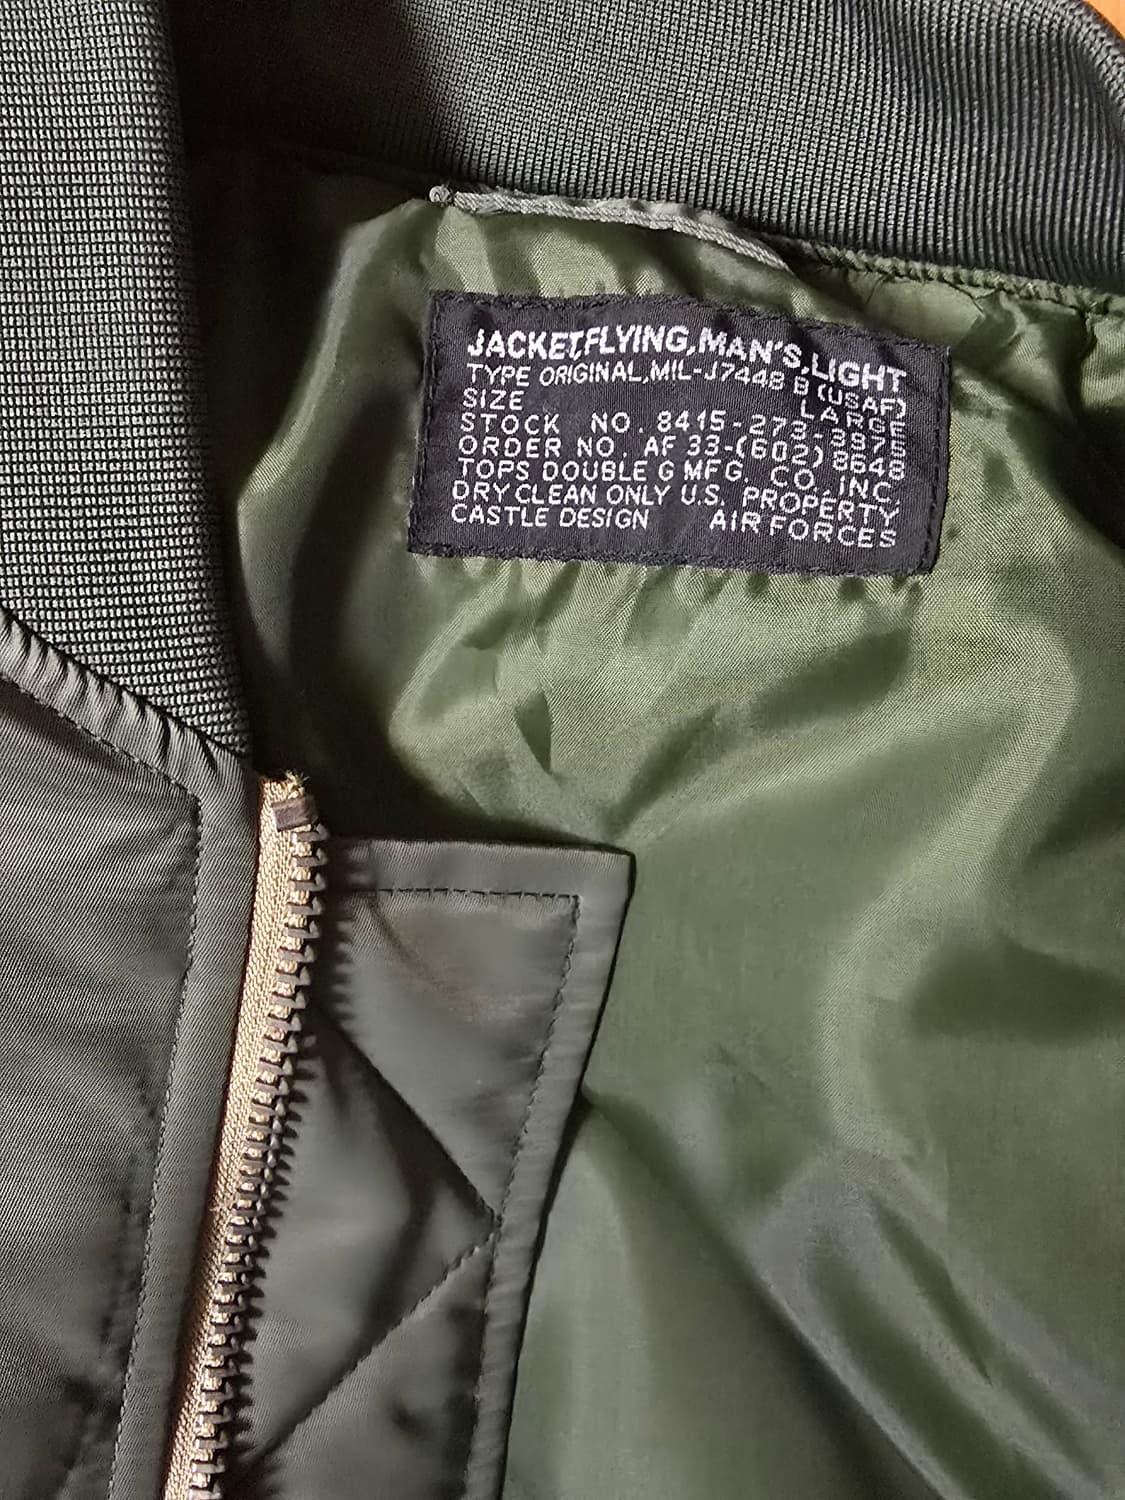 JACKET,FLYING,MAN'S,LIGHT
TYPE ORIGINAL,MIL-J7448 B (USAF)
SIZE LARGE
STOCK NO. 8415-273-3975
ORDER NO. AF 33-(602) 8648
TOPS DOUBLE G MFG. CO. INC.
DRY CLEAN ONLY U.S. PROPERTY
CASTLE DESIGN AIR FORCES